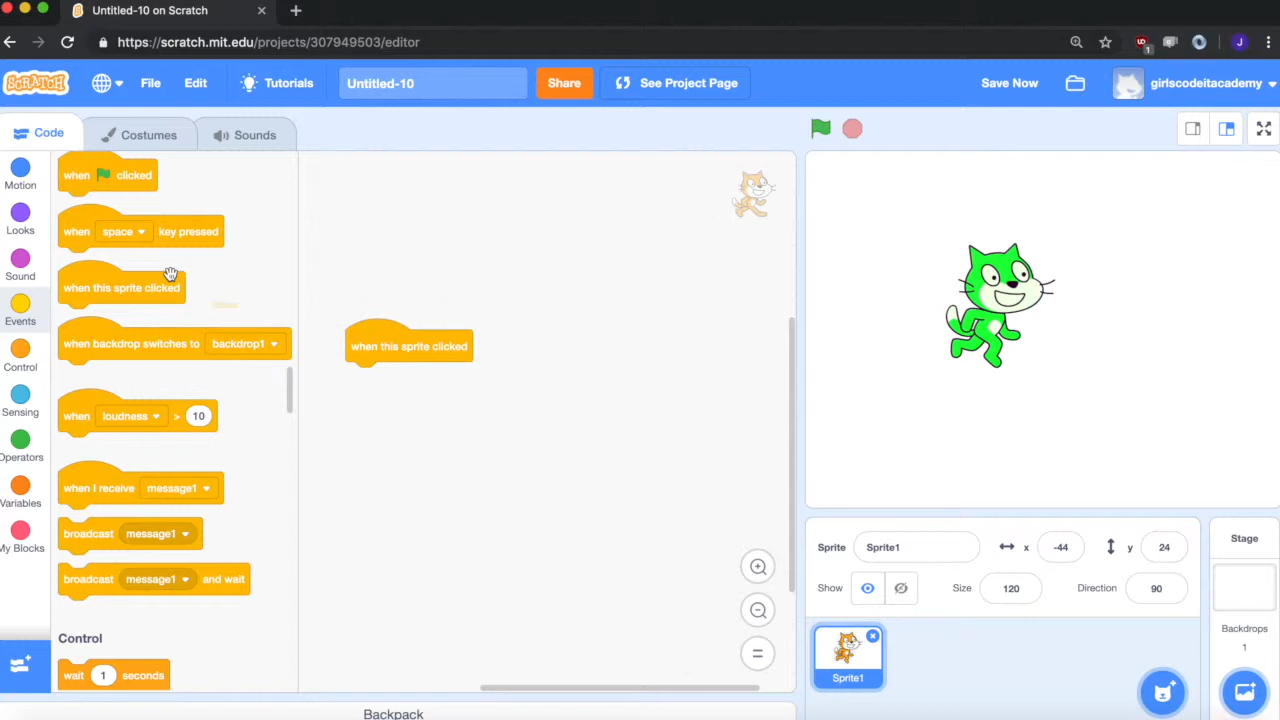 Untitled-10 on Scratch
https://scratch.mit.edu/projects/307949503/editor
1
J
SCRATCH
File
Edit
Tutorials
Untitled-10
Share
See Project Page
Save Now
girlscodeitacademy
Code
Costumes
Sounds
Motion
Looks
Sound
Events
Control
Sensing
Operators
Variables
My Blocks
when clicked
when space key pressed
when this sprite clicked
when backdrop switches to backdrop1
when loudness > 10
when I receive message1
broadcast message1
broadcast message1 and wait
Control
wait 1 seconds
when this sprite clicked
Backpack
Sprite Sprite1 x -44 y 24
Show Size 120 Direction 90
Sprite1
Stage
Backdrops
1